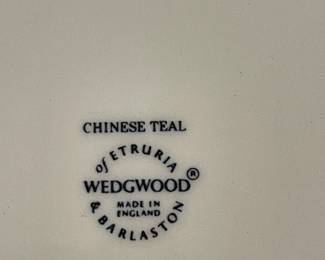 CHINESE TEAL
of ETRURIA
WEDGWOOD®
MADE IN
ENGLAND
& BARLASTON